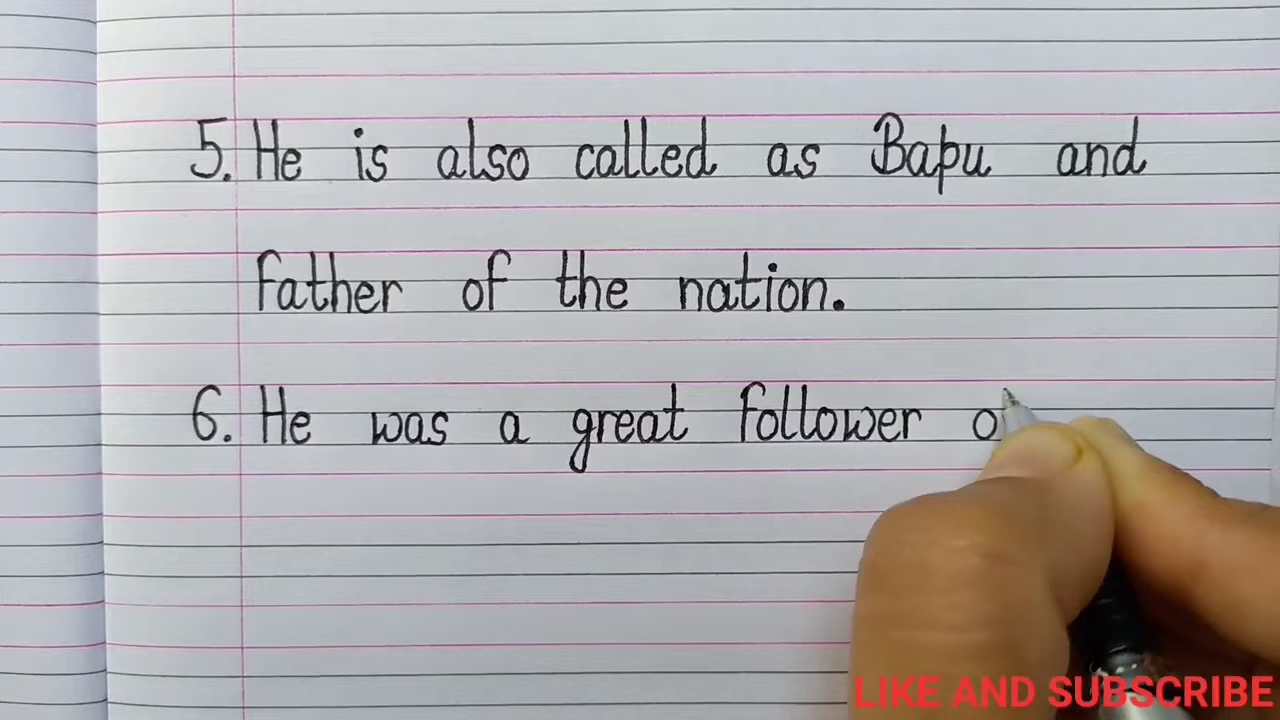 5. He is also called as Bapu and
Father of the nation.
6. He was a great follower o
LIKE AND SUBSCRIBE